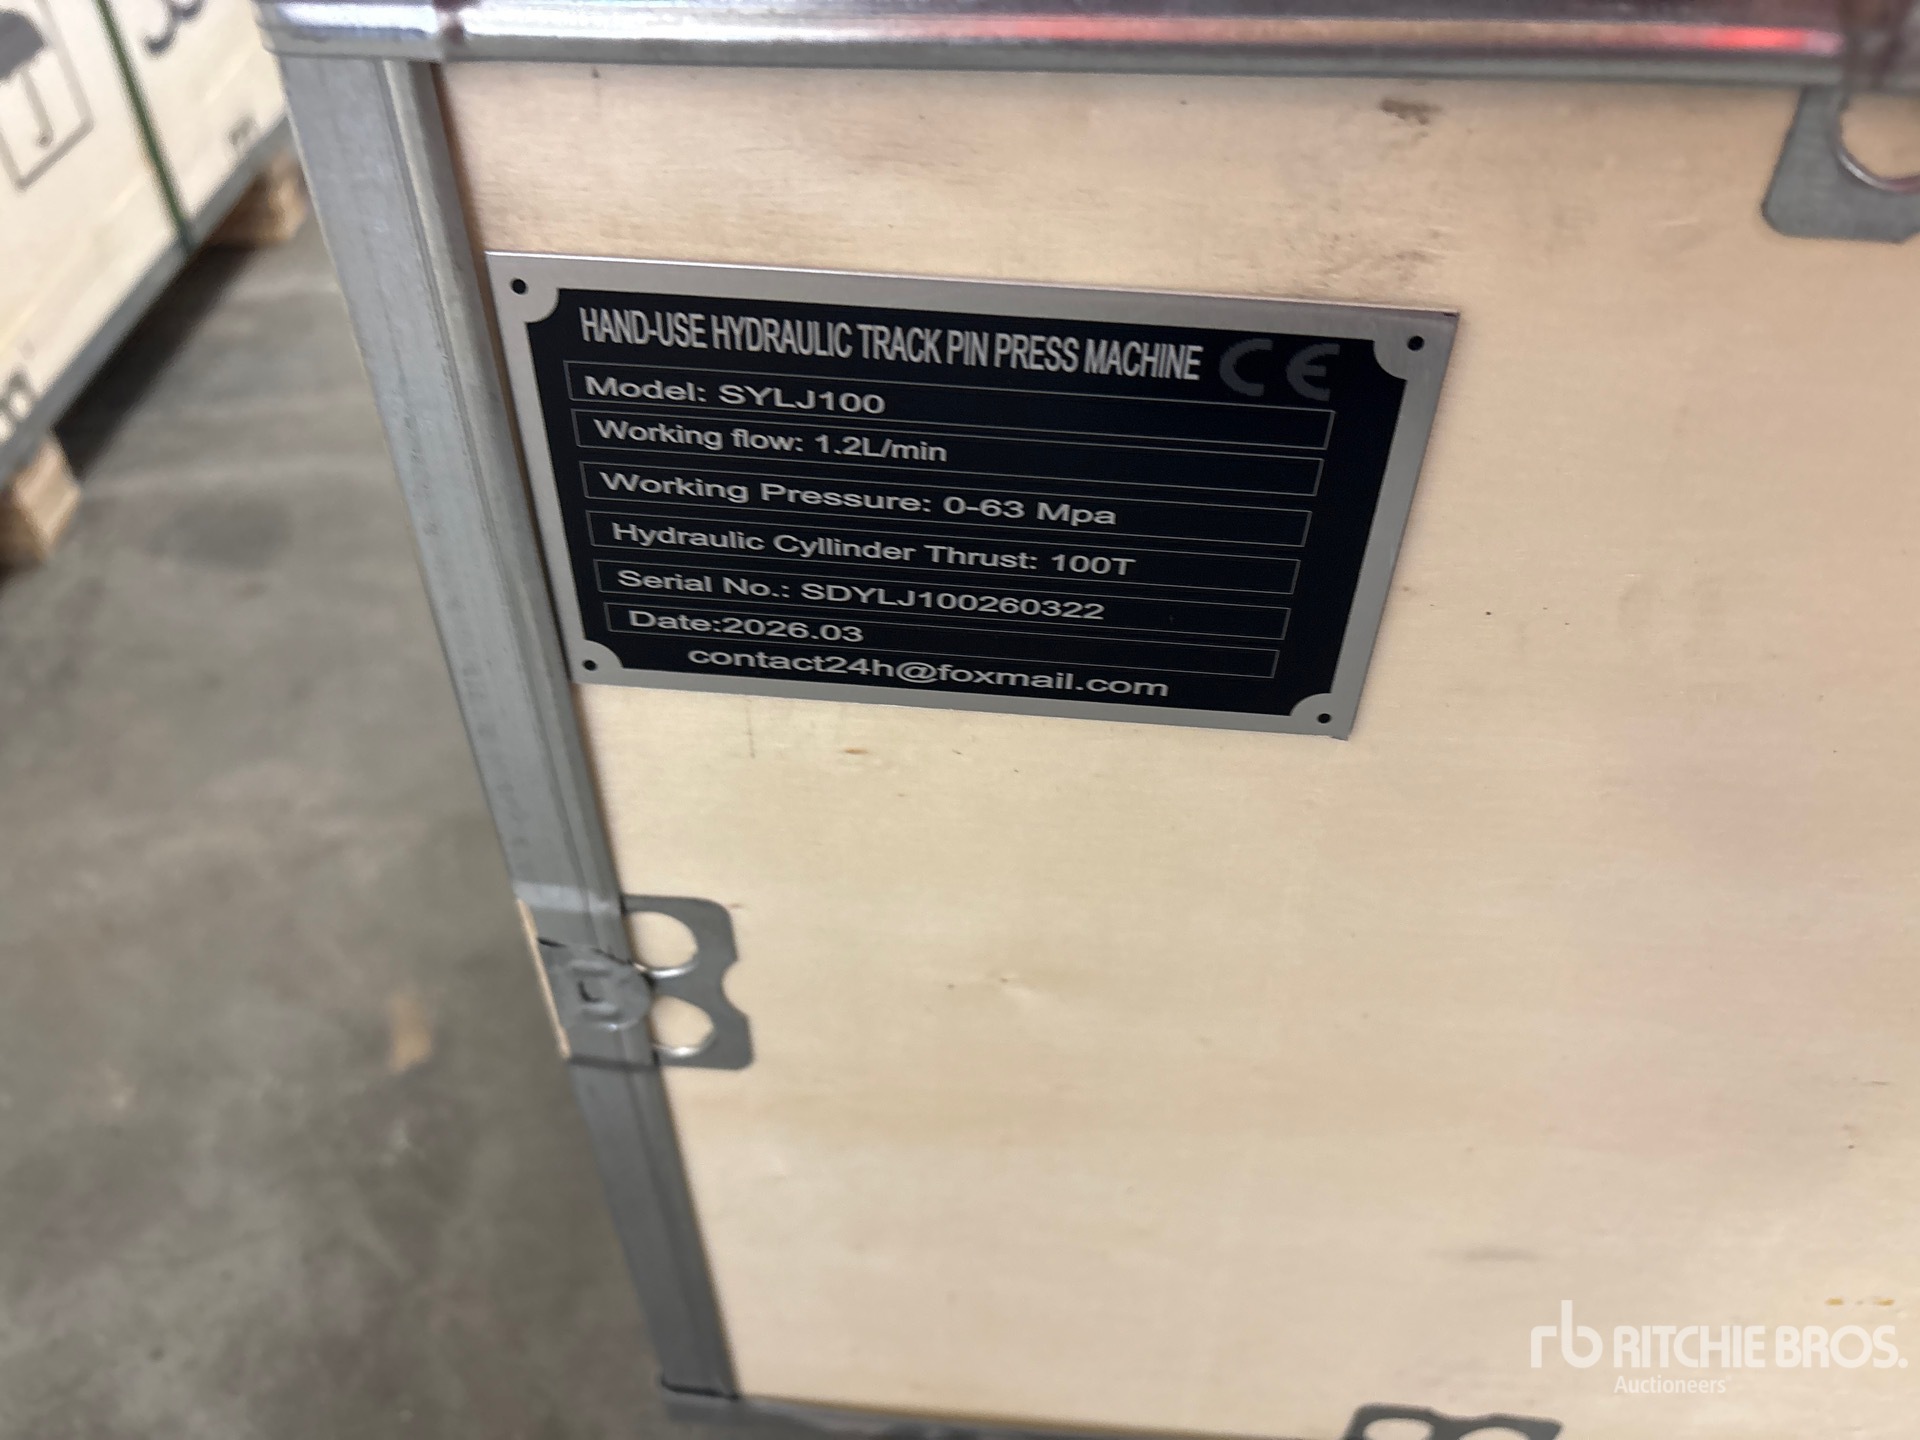 HAND-USE HYDRAULIC TRACK PIN PRESS MACHINE CE
Model: SYLJ100
Working flow: 1.2L/min
Working Pressure: 0-63 Mpa
Hydraulic Cyllinder Thrust: 100T
Serial No.: SDYLJ100260322
Date:2026.03
contact24h@foxmail.com
rb RITCHIE BROS.
Auctioneers